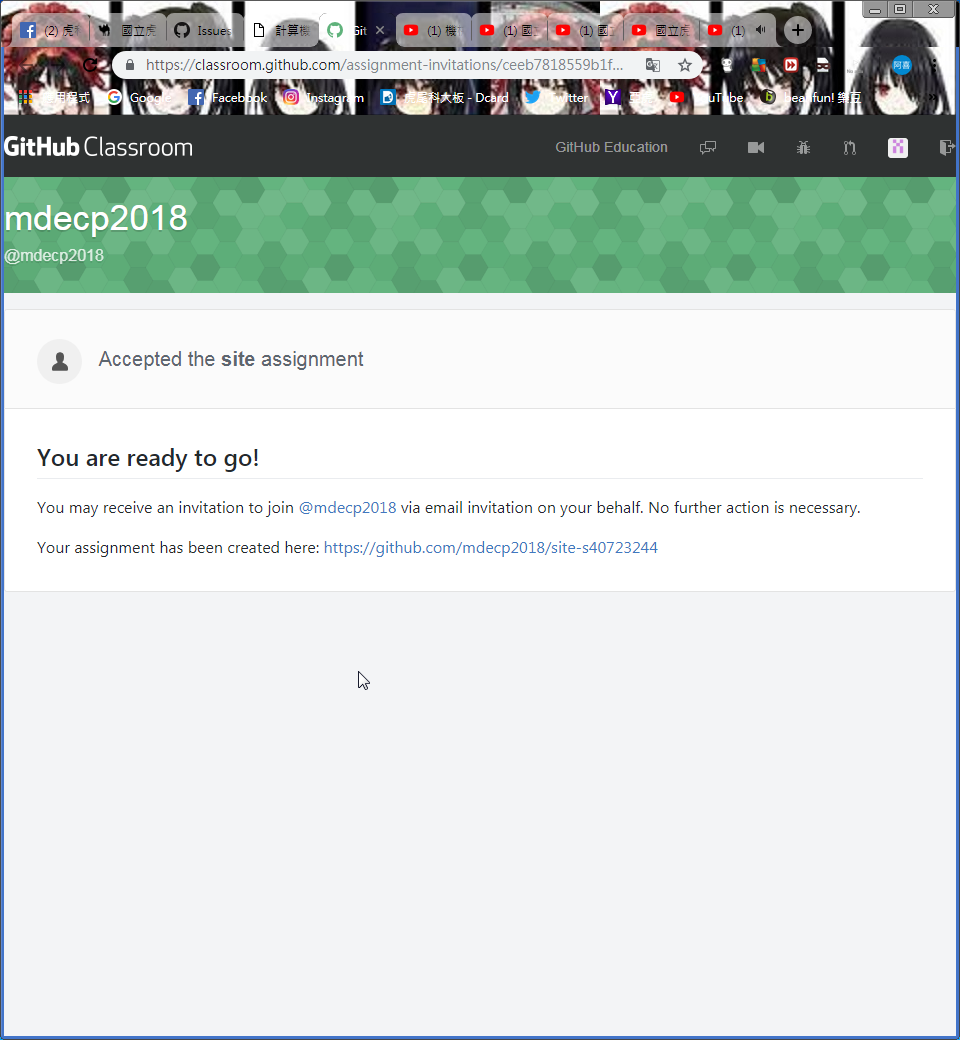 (2) 虎
國立虎
Issues
計算機
Git
(1) 機
(1) 國
(1) 國
國立虎
(1)
https://classroom.github.com/assignment-invitations/ceeb7818559b1f...
阿喜
用程式
Google
Facebook
Instagram
虎尾科大板 - Dcard
Twitter
YouTube
beanfun! 樂豆
»
GitHub Classroom
GitHub Education
mdecp2018
@mdecp2018
Accepted the site assignment
You are ready to go!
You may receive an invitation to join @mdecp2018 via email invitation on your behalf. No further action is necessary.
Your assignment has been created here: https://github.com/mdecp2018/site-s40723244